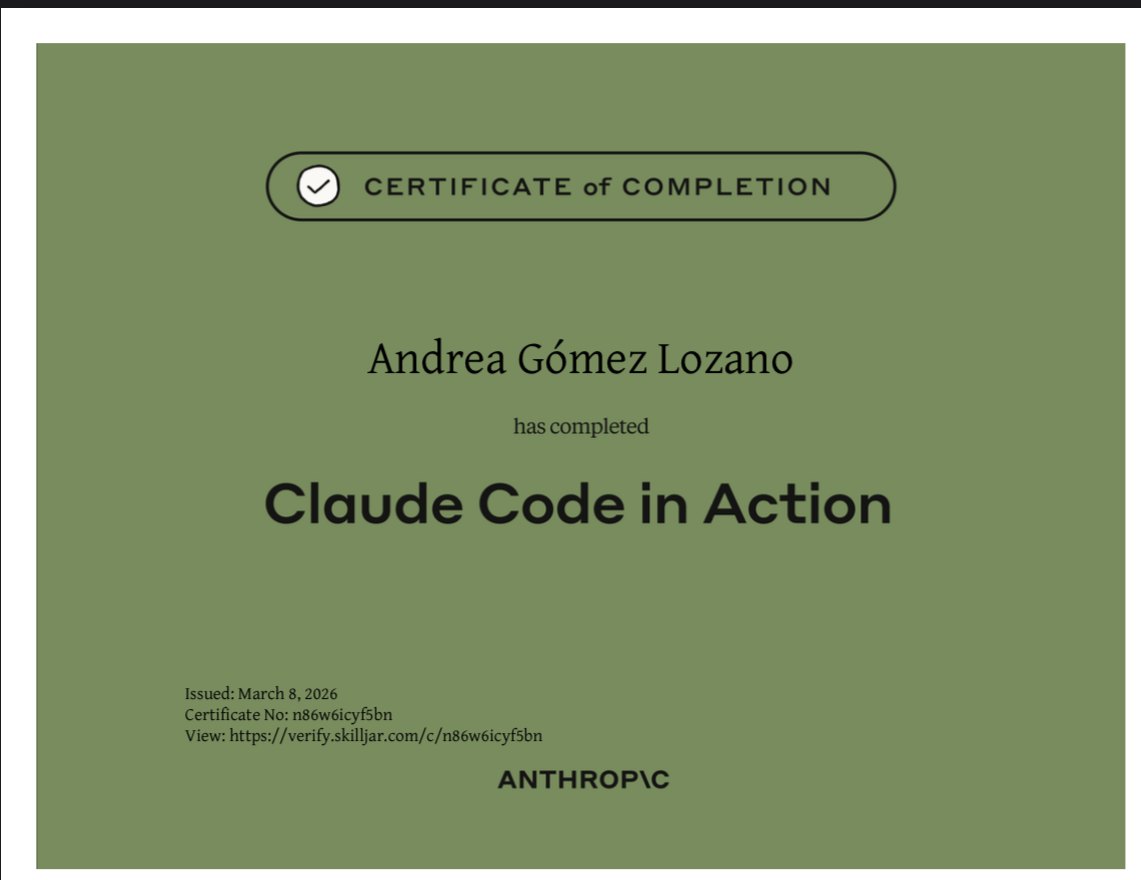 CERTIFICATE of COMPLETION
Andrea Gómez Lozano
has completed
Claude Code in Action
Issued: March 8, 2026
Certificate No: n86w6icyf5bn
View: https://verify.skilljar.com/c/n86w6icyf5bn
ANTHROP\C